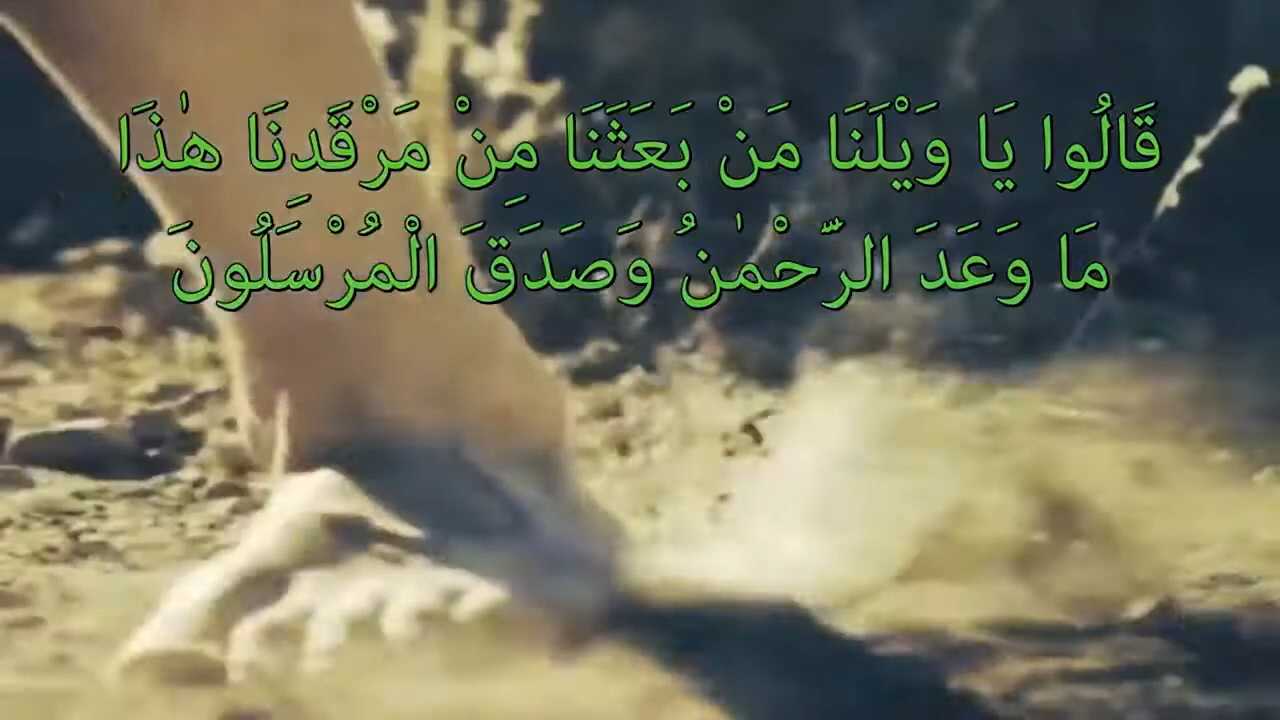 قَالُوا يَا وَيْلَنَا مَنْ بَعَثَنَا مِنْ مَرْقَدِنَا هٰذَا
مَا وَعَدَ الرَّحْمٰنُ وَصَدَقَ الْمُرْسَلُونَ